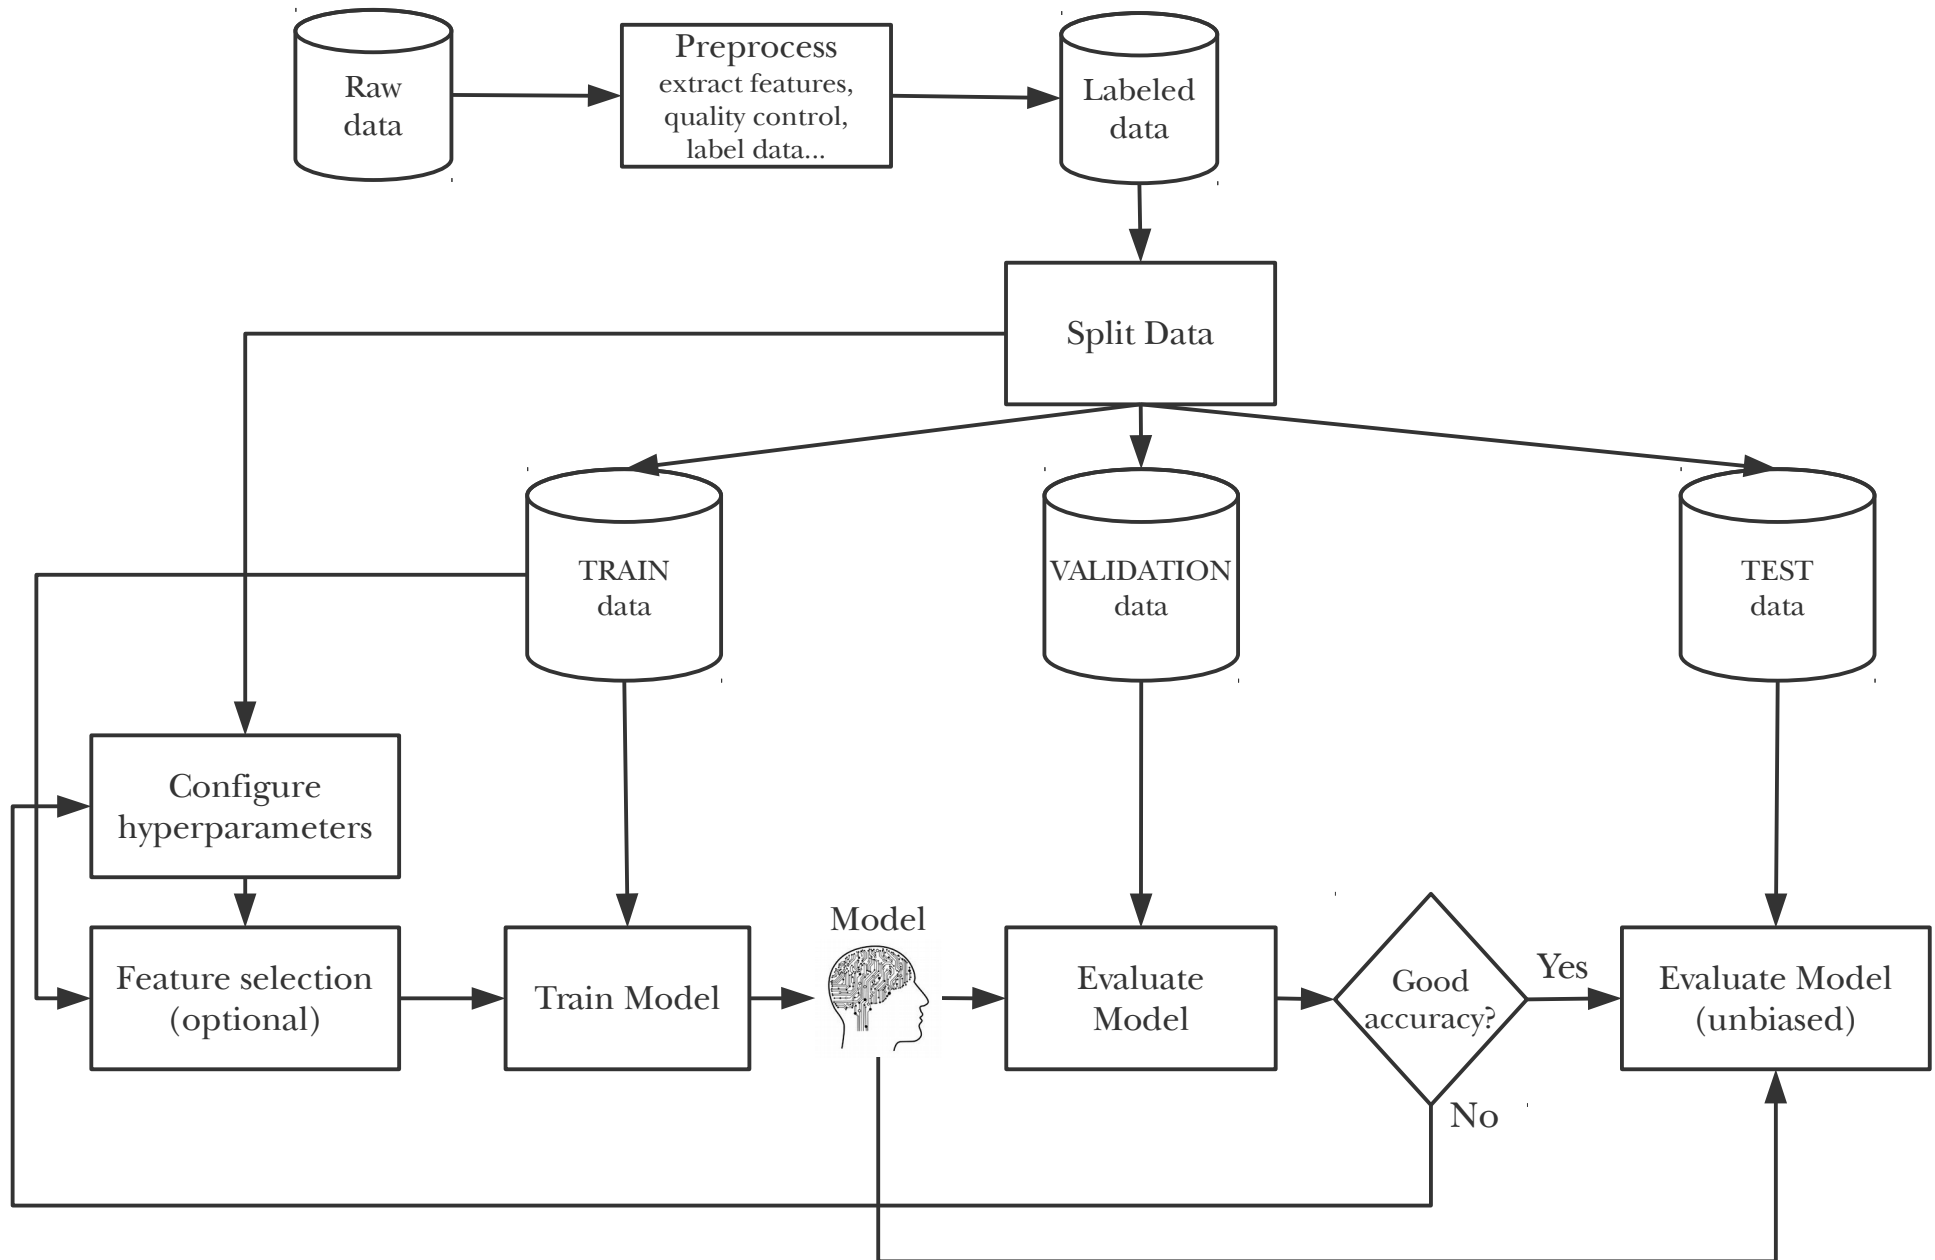 Raw
data
Preprocess
extract features,
quality control,
label data...
Labeled
data
Split Data
TRAIN
data
VALIDATION
data
TEST
data
Configure
hyperparameters
Feature selection
(optional)
Train Model
Model
Evaluate
Model
Good
accuracy?
Yes
No
Evaluate Model
(unbiased)